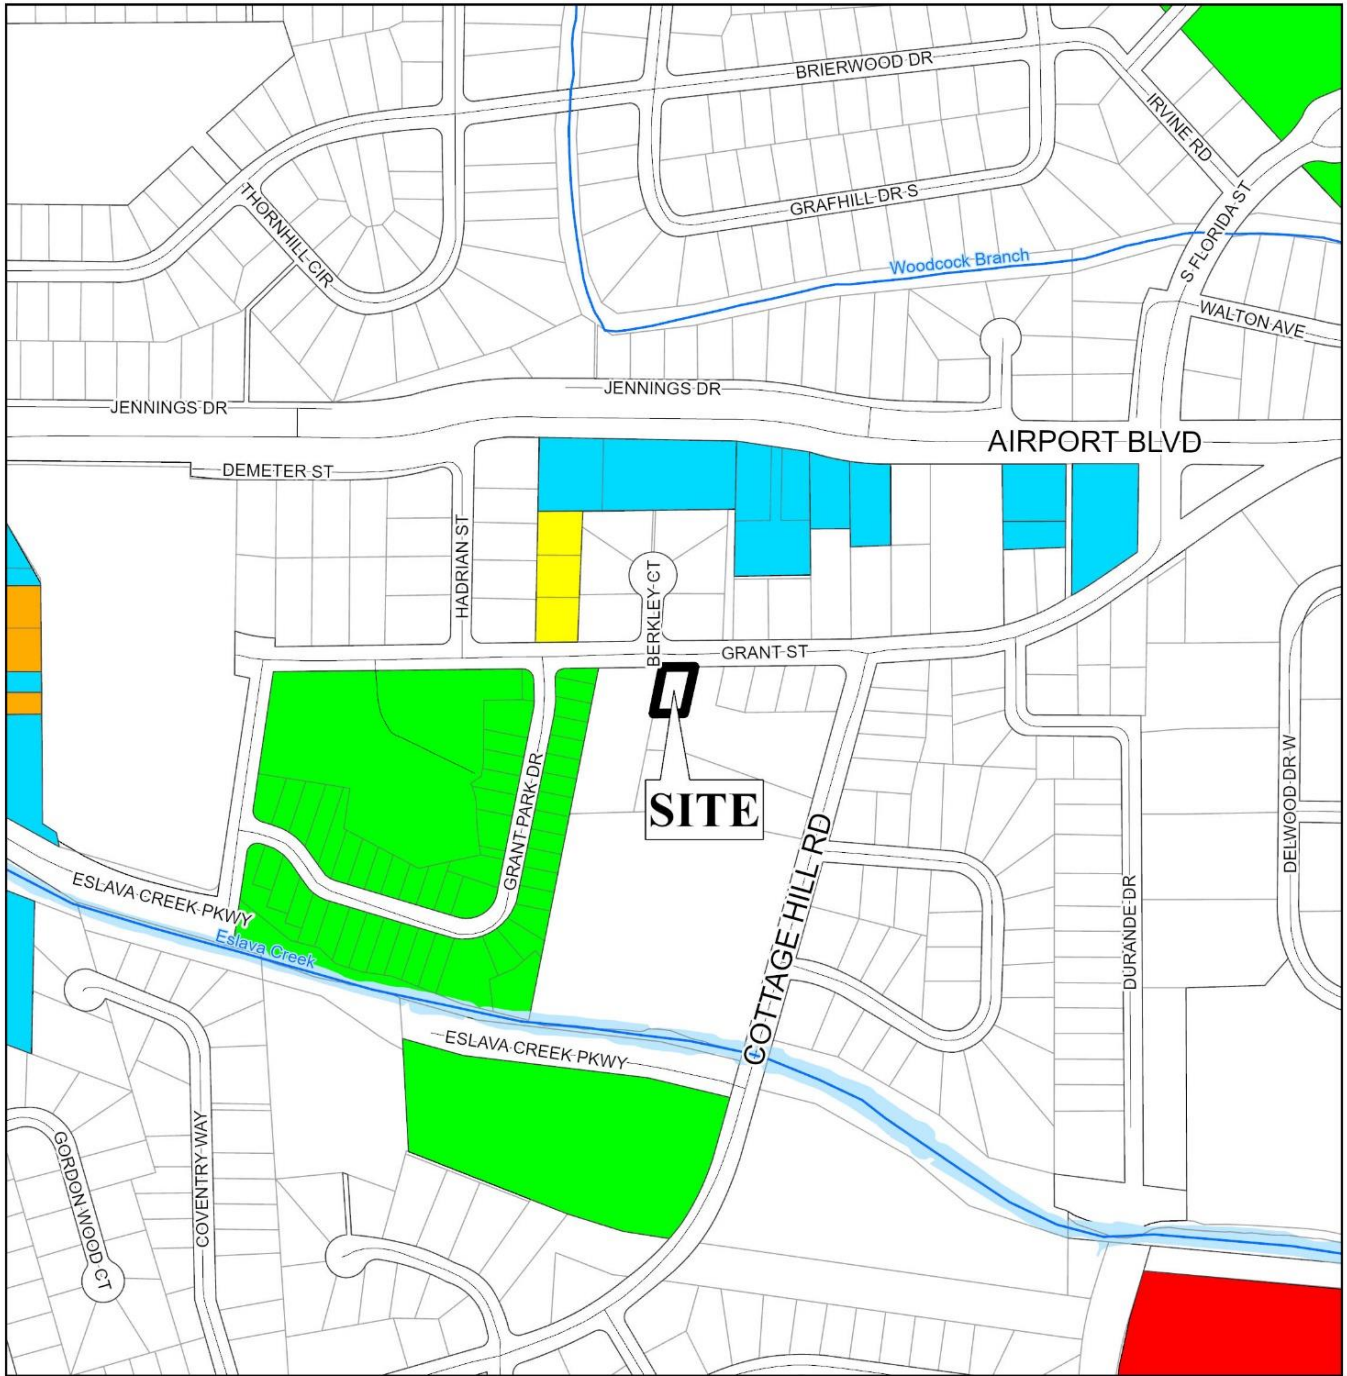 BRIERWOOD DR
IRVINE RD
THORNHILL CIR
GRAFHILL DR S
S FLORIDA ST
Woodcock Branch
WALTON AVE
JENNINGS DR
JENNINGS DR
AIRPORT BLVD
DEMETER ST
HADRIAN ST
BERKLEY CT
GRANT ST
GRANT PARK DR
SITE
COTTAGE HILL RD
DELWOOD DR W
DURANDE DR
ESLAVA CREEK PKWY
Eslava Creek
ESLAVA CREEK PKWY
GORDON WOOD CT
COVENTRY WAY